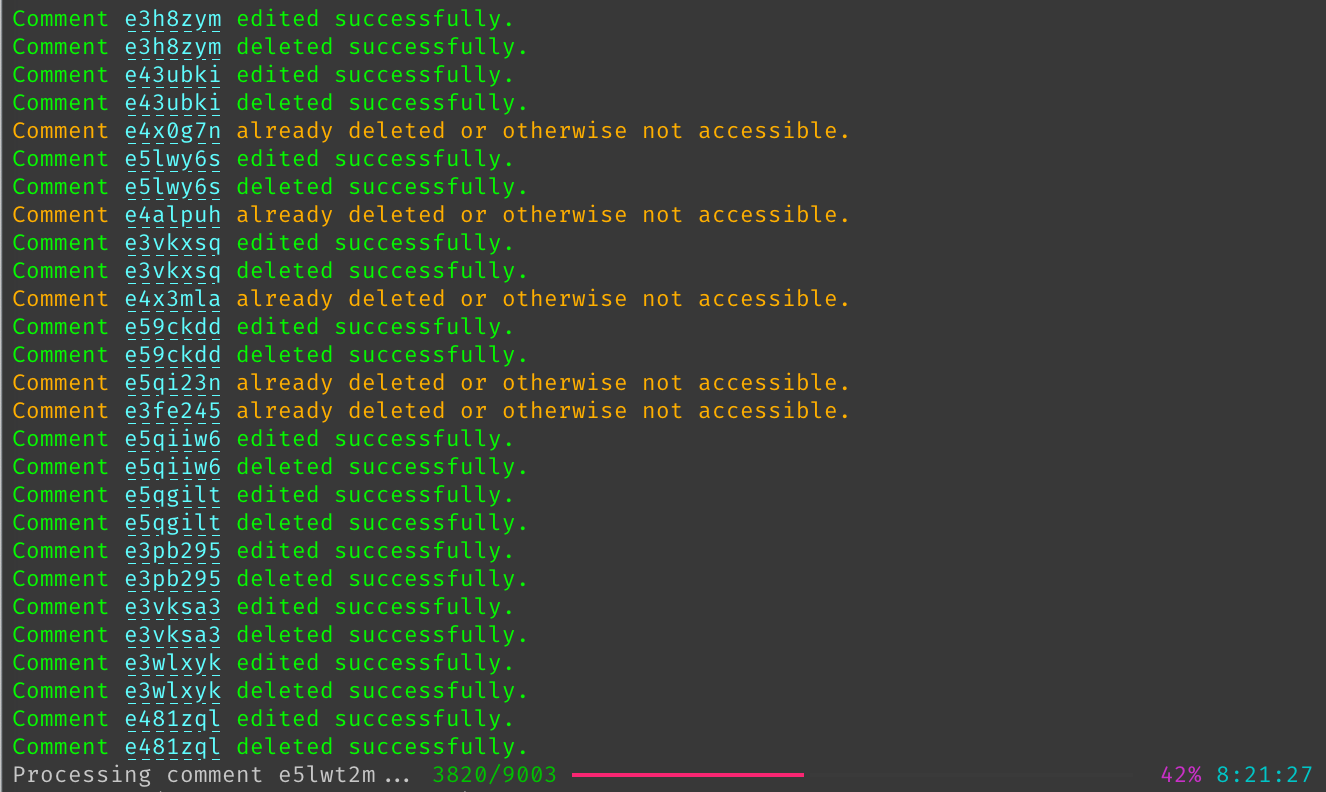 Comment e3h8zym edited successfully.
Comment e3h8zym deleted successfully.
Comment e43ubki edited successfully.
Comment e43ubki deleted successfully.
Comment e4x0g7n already deleted or otherwise not accessible.
Comment e5lwy6s edited successfully.
Comment e5lwy6s deleted successfully.
Comment e4alpuh already deleted or otherwise not accessible.
Comment e3vkxsq edited successfully.
Comment e3vkxsq deleted successfully.
Comment e4x3mla already deleted or otherwise not accessible.
Comment e59ckdd edited successfully.
Comment e59ckdd deleted successfully.
Comment e5qi23n already deleted or otherwise not accessible.
Comment e3fe245 already deleted or otherwise not accessible.
Comment e5qiiw6 edited successfully.
Comment e5qiiw6 deleted successfully.
Comment e5qgilt edited successfully.
Comment e5qgilt deleted successfully.
Comment e3pb295 edited successfully.
Comment e3pb295 deleted successfully.
Comment e3vksa3 edited successfully.
Comment e3vksa3 deleted successfully.
Comment e3wlxyk edited successfully.
Comment e3wlxyk deleted successfully.
Comment e481zql edited successfully.
Comment e481zql deleted successfully.
Processing comment e5lwt2m... 3820/9003 42% 8:21:27